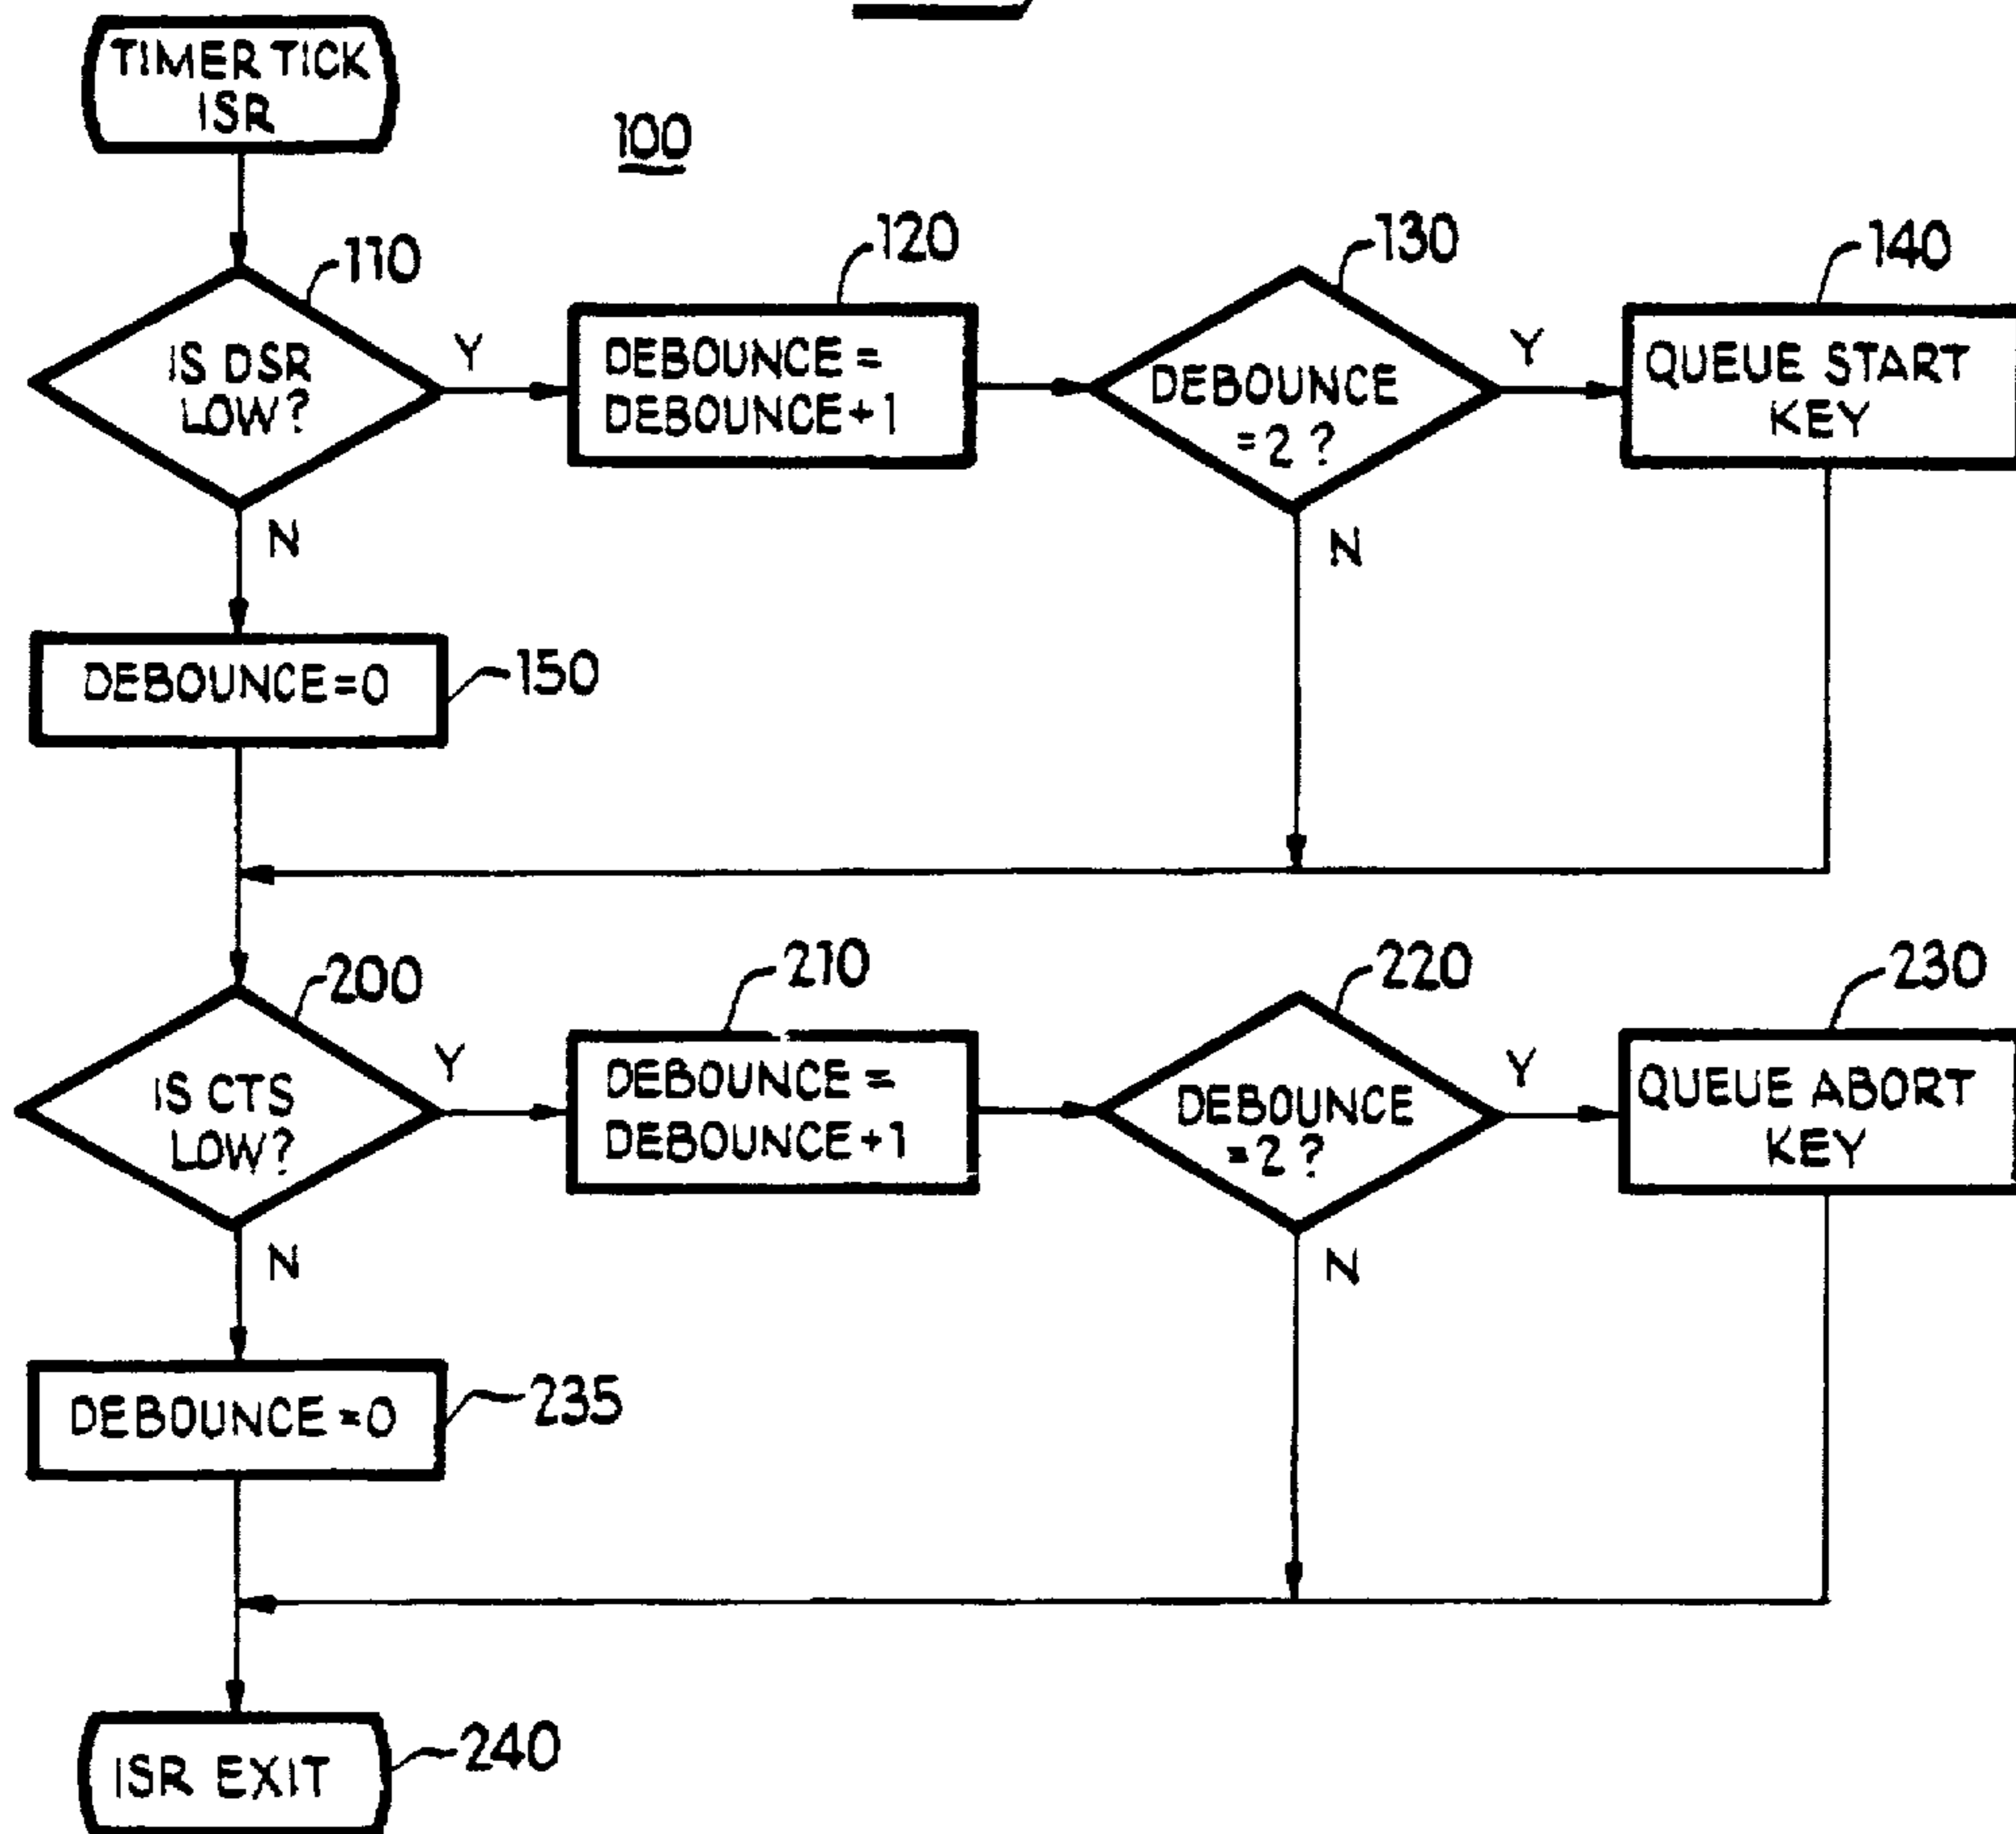 TIMER TICK
ISR
100
110
IS DSR
LOW?
Y
120
DEBOUNCE =
DEBOUNCE+1
130
DEBOUNCE
=2 ?
Y
140
QUEUE START
KEY
N
N
DEBOUNCE=0
150
200
IS CTS
LOW?
Y
210
DEBOUNCE =
DEBOUNCE+1
220
DEBOUNCE
=2 ?
Y
230
QUEUE ABORT
KEY
N
N
DEBOUNCE=0
235
ISR EXIT
240